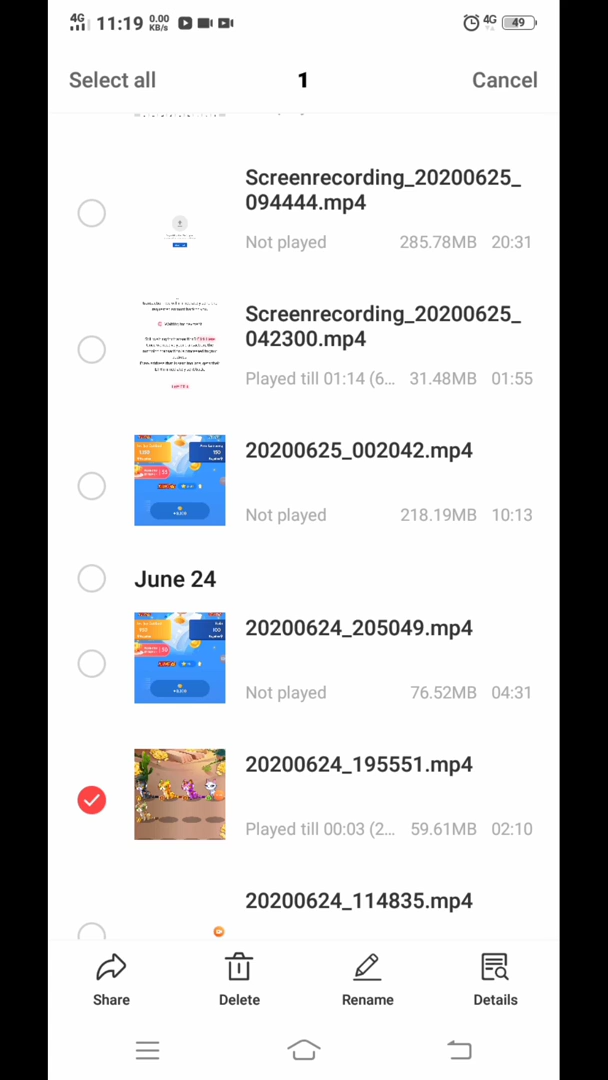 4G 11:19 0.00 KB/s 4G 49
Select all 1 Cancel
Screenrecording_20200625_
094444.mp4
Not played 285.78MB 20:31
Screenrecording_20200625_
042300.mp4
Played till 01:14 (6... 31.48MB 01:55
20200625_002042.mp4
Not played 218.19MB 10:13
June 24
20200624_205049.mp4
Not played 76.52MB 04:31
20200624_195551.mp4
Played till 00:03 (2... 59.61MB 02:10
20200624_114835.mp4
Share Delete Rename Details